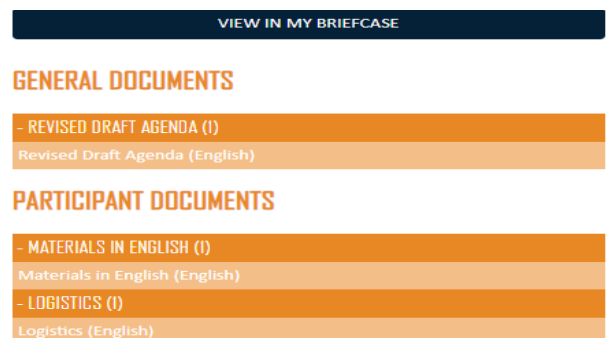 VIEW IN MY BRIEFCASE
GENERAL DOCUMENTS
- REVISED DRAFT AGENDA (1)
Revised Draft Agenda (English)
PARTICIPANT DOCUMENTS
- MATERIALS IN ENGLISH (1)
Materials in English (English)
- LOGISTICS (1)
Logistics (English)